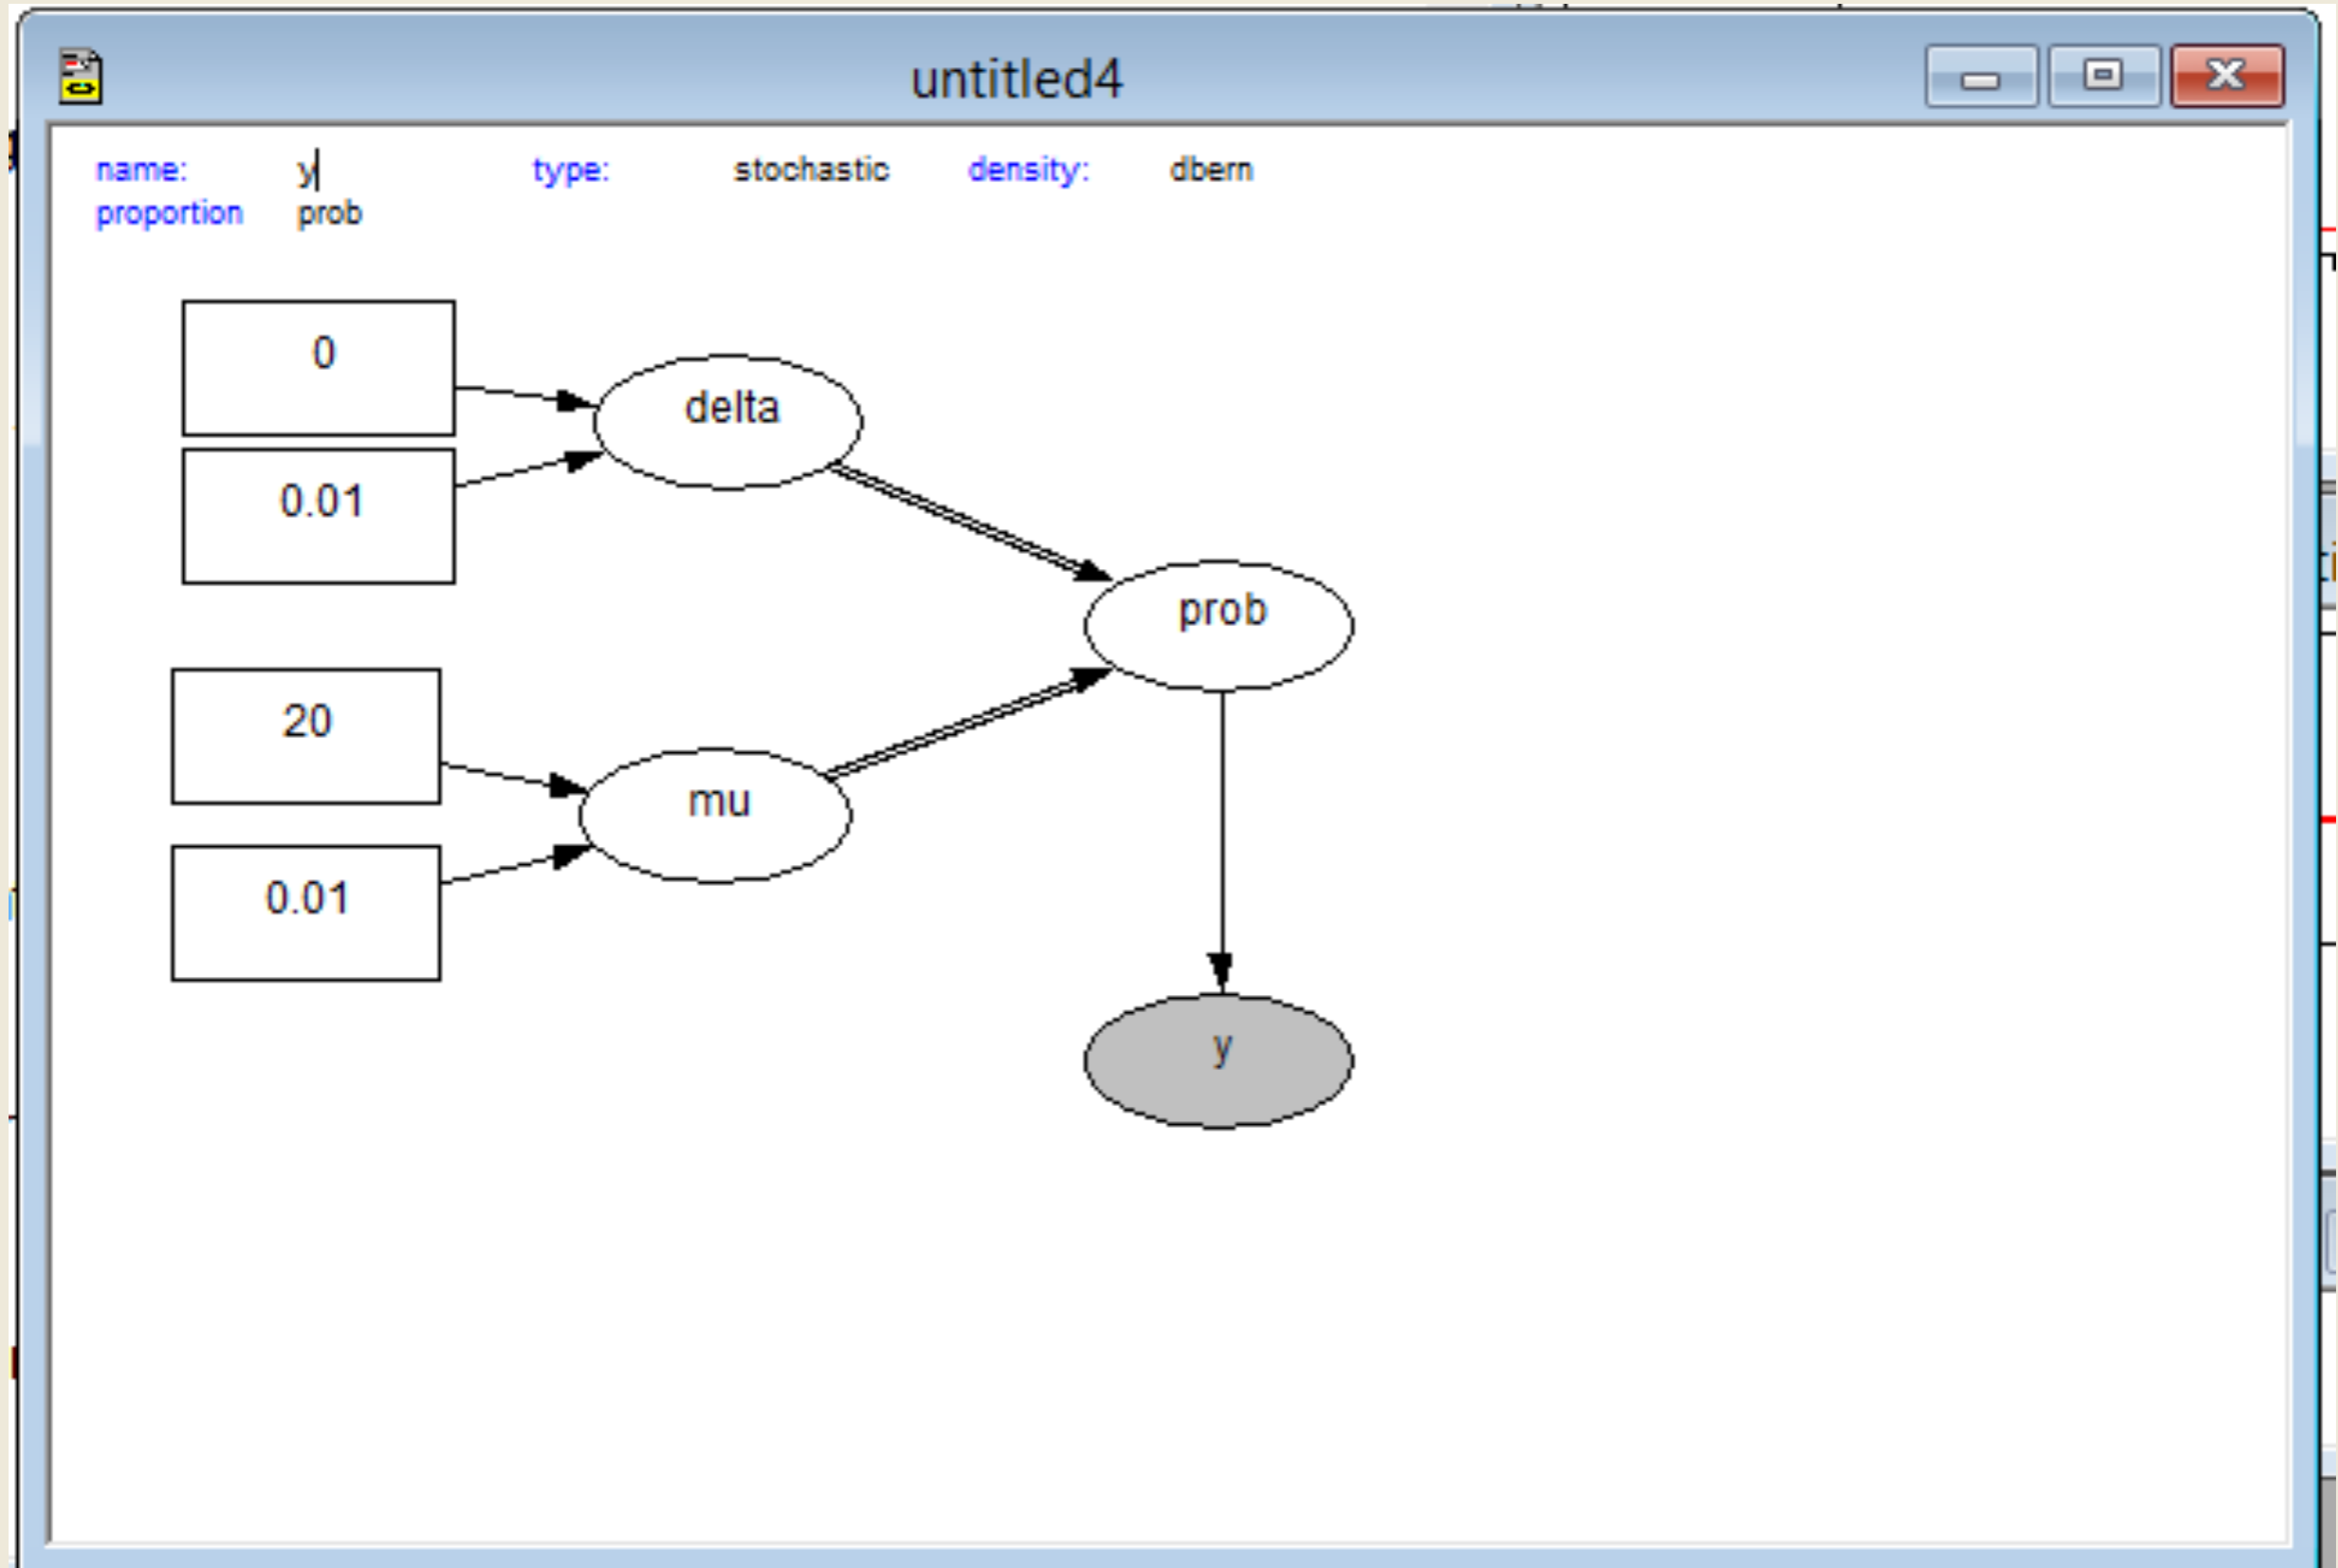 untitled4
name: y type: stochastic density: dbern
proportion prob
0
delta
0.01
prob
20
mu
0.01
y